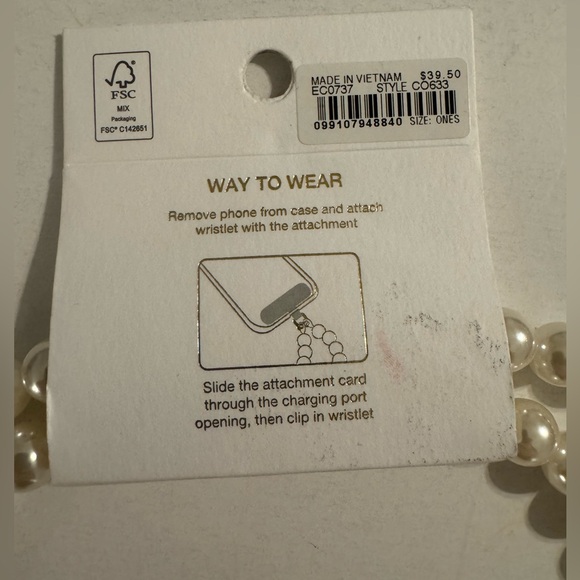 FSC
MIX
Packaging
FSC® C142651
MADE IN VIETNAM $39.50
EC0737 STYLE CO633
099107948840 SIZE: ONES
WAY TO WEAR
Remove phone from case and attach
wristlet with the attachment
Slide the attachment card
through the charging port
opening, then clip in wristlet